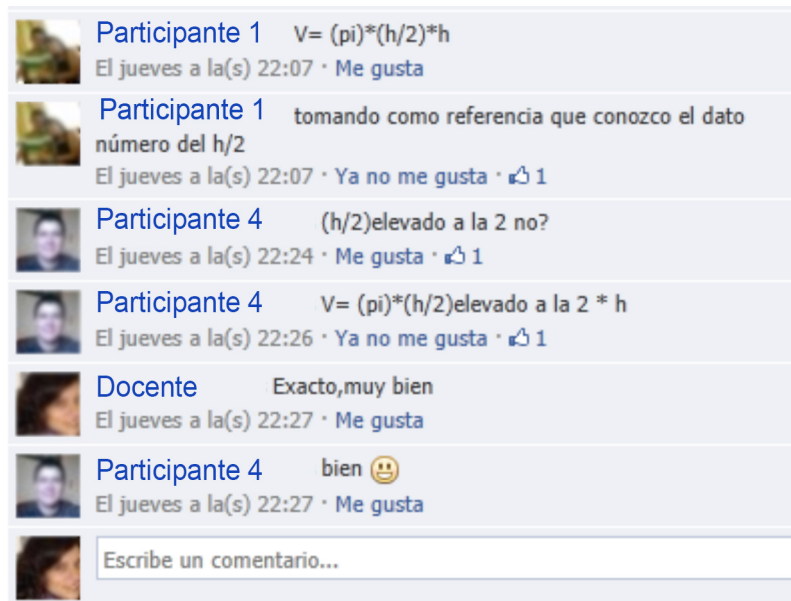 Participante 1 V= (pi)*(h/2)*h
El jueves a la(s) 22:07 · Me gusta
Participante 1 tomando como referencia que conozco el dato
número del h/2
El jueves a la(s) 22:07 · Ya no me gusta · 1
Participante 4 (h/2)elevado a la 2 no?
El jueves a la(s) 22:24 · Me gusta · 1
Participante 4 V= (pi)*(h/2)elevado a la 2 * h
El jueves a la(s) 22:26 · Ya no me gusta · 1
Docente Exacto,muy bien
El jueves a la(s) 22:27 · Me gusta
Participante 4 bien
El jueves a la(s) 22:27 · Me gusta
Escribe un comentario...